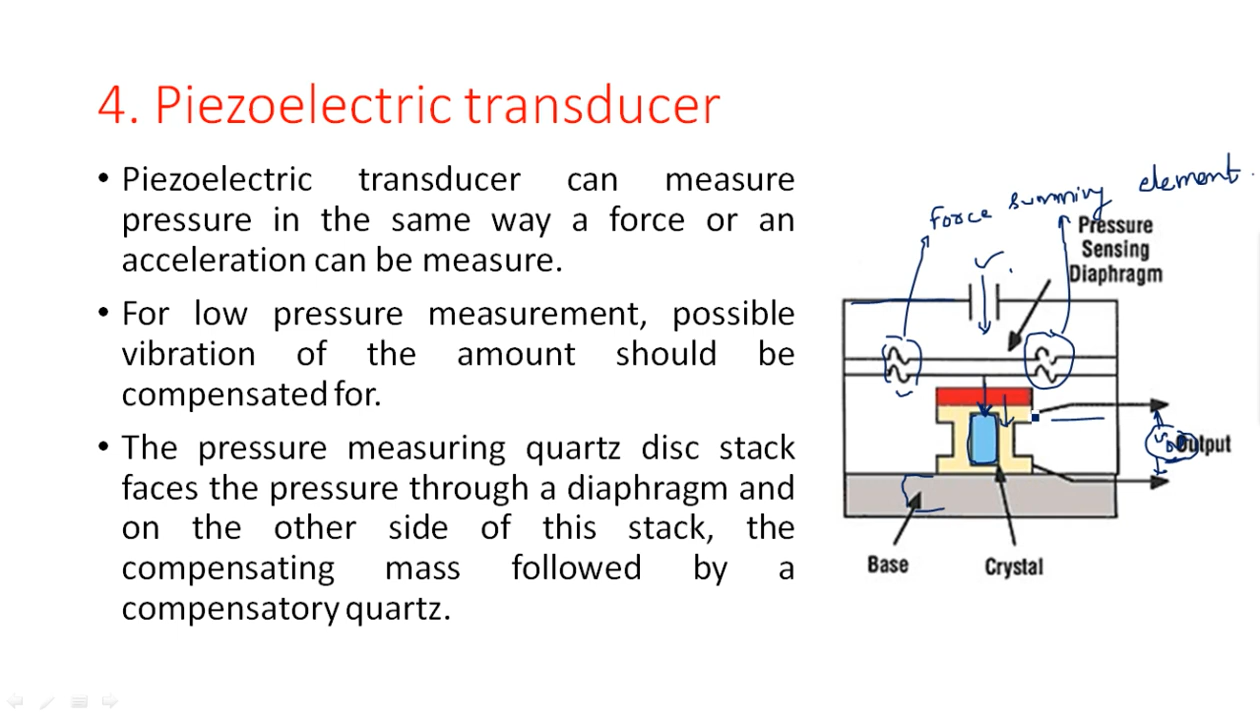 4. Piezoelectric transducer
• Piezoelectric transducer can measure
pressure in the same way a force or an
acceleration can be measure.
• For low pressure measurement, possible
vibration of the amount should be
compensated for.
• The pressure measuring quartz disc stack
faces the pressure through a diaphragm and
on the other side of this stack, the
compensating mass followed by a
compensatory quartz.
force summing element
Pressure
Sensing
Diaphragm
Output
Base
Crystal